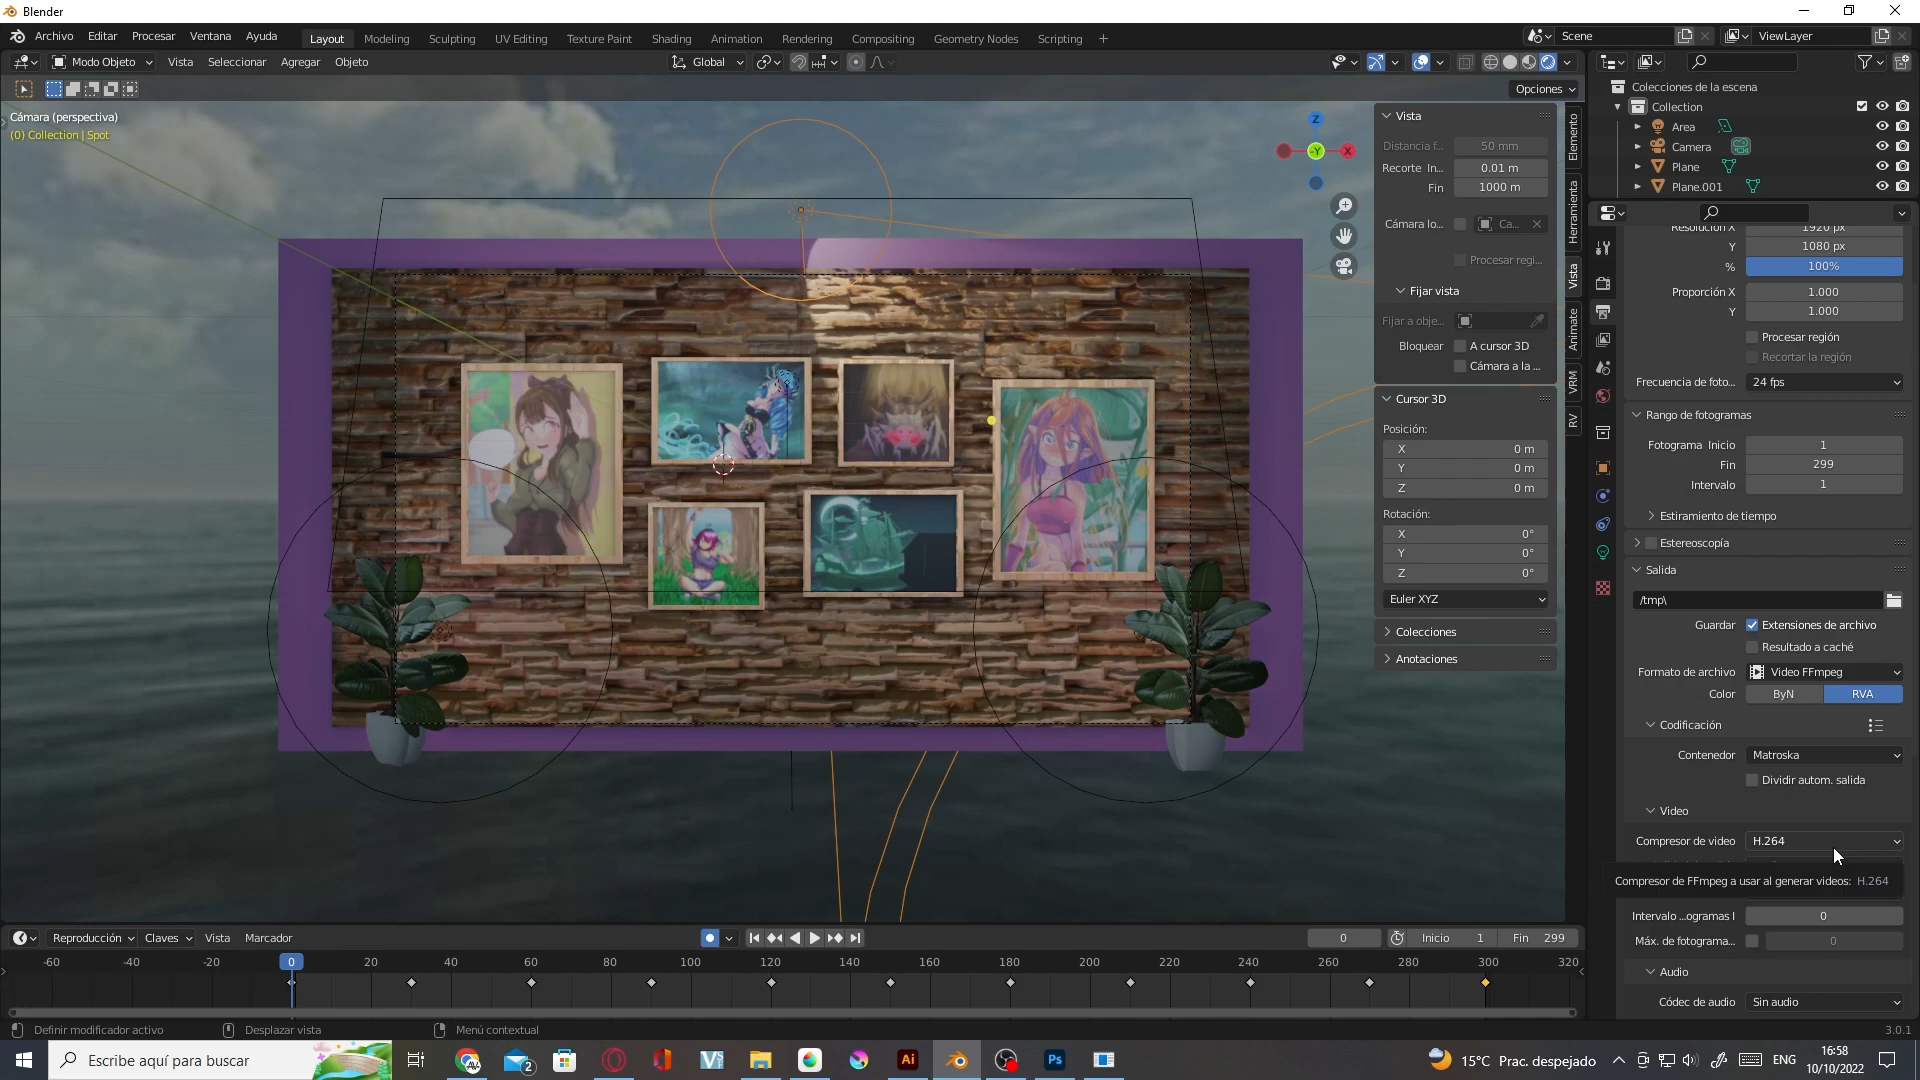 Blender
Archivo Editar Procesar Ventana Ayuda Layout Modeling Sculpting UV Editing Texture Paint Shading Animation Rendering Compositing Geometry Nodes Scripting + Scene ViewLayer
Modo Objeto Vista Seleccionar Agregar Objeto Global
Opciones
Cámara (perspectiva)
(0) Collection | Spot
Z
-Y X
Vista
Distancia f... 50 mm
Recorte In... 0.01 m
Fin 1000 m
Cámara lo... Ca...
Procesar regi...
Fijar vista
Fijar a obje...
Bloquear A cursor 3D
Cámara a la ...
Cursor 3D
Posición:
X 0 m
Y 0 m
Z 0 m
Rotación:
X 0°
Y 0°
Z 0°
Euler XYZ
Colecciones
Anotaciones
Elemento
Herramienta
Vista
Animate
VRM
RV
Colecciones de la escena
Collection
Area
Camera
Plane
Plane.001
Resolución X 1920 px
Y 1080 px
% 100%
Proporción X 1.000
Y 1.000
Procesar región
Recortar la región
Frecuencia de foto... 24 fps
Rango de fotogramas
Fotograma Inicio 1
Fin 299
Intervalo 1
Estiramiento de tiempo
Estereoscopía
Salida
/tmp\
Guardar Extensiones de archivo
Resultado a caché
Formato de archivo Video FFmpeg
Color ByN RVA
Codificación
Contenedor Matroska
Dividir autom. salida
Video
Compresor de video H.264
Compresor de FFmpeg a usar al generar videos: H.264
Intervalo ...ogramas I 0
Máx. de fotograma... 0
Audio
Códec de audio Sin audio
Reproducción Claves Vista Marcador 0 Inicio 1 Fin 299
-60 -40 -20 0 20 40 60 80 100 120 140 160 180 200 220 240 260 280 300 320
Definir modificador activo Desplazar vista Menú contextual 3.0.1
Escribe aquí para buscar 2 Ai Ps 15°C Prac. despejado ENG 16:58
10/10/2022